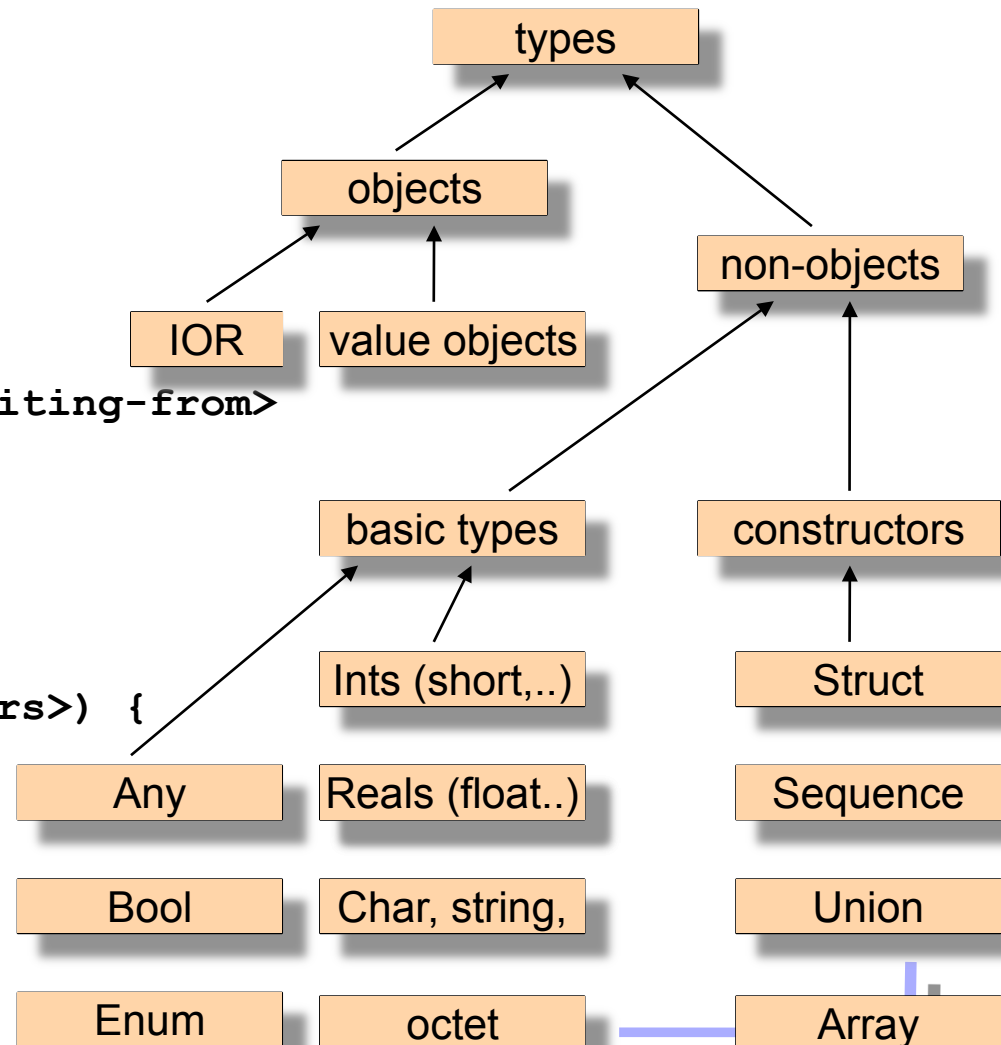 types
objects
non-objects
IOR
value objects
iting-from>
basic types
constructors
Ints (short,..)
Struct
rs>) {
Any
Reals (float..)
Sequence
Bool
Char, string,
Union
Enum
octet
Array